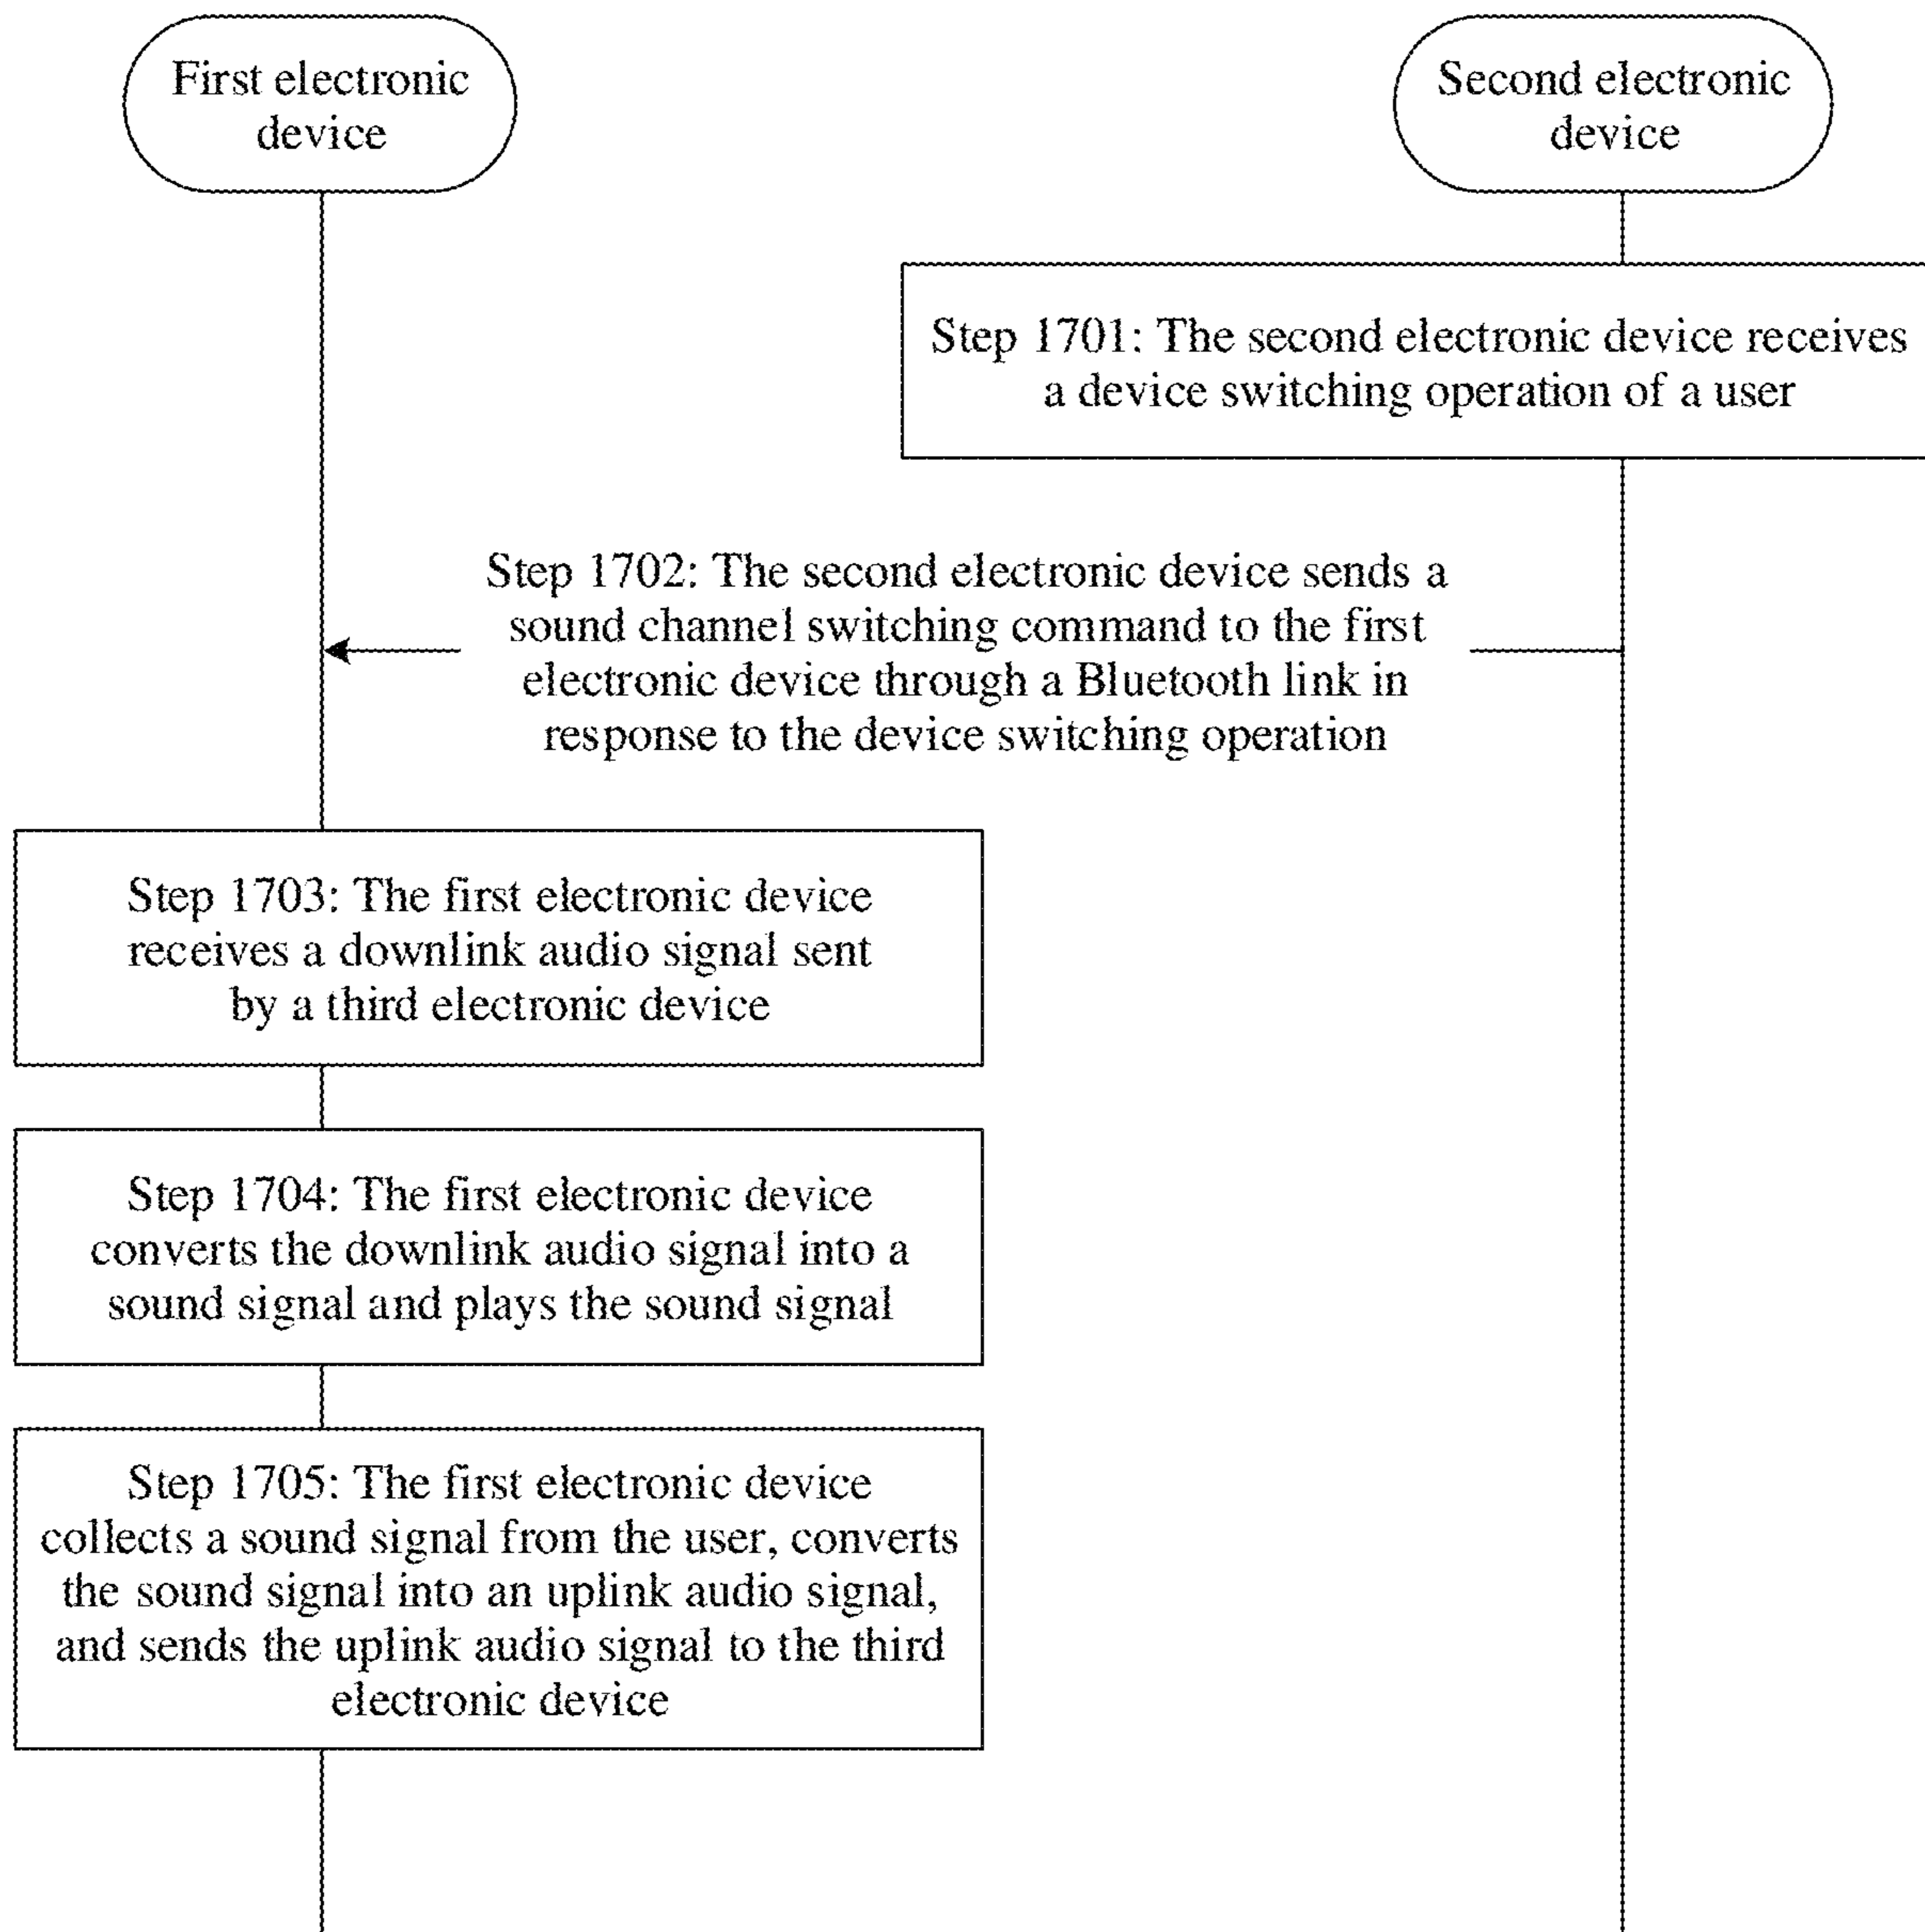 First electronic
device
Second electronic
device
Step 1701: The second electronic device receives
a device switching operation of a user
Step 1702: The second electronic device sends a
sound channel switching command to the first
electronic device through a Bluetooth link in
response to the device switching operation
Step 1703: The first electronic device
receives a downlink audio signal sent
by a third electronic device
Step 1704: The first electronic device
converts the downlink audio signal into a
sound signal and plays the sound signal
Step 1705: The first electronic device
collects a sound signal from the user, converts
the sound signal into an uplink audio signal,
and sends the uplink audio signal to the third
electronic device